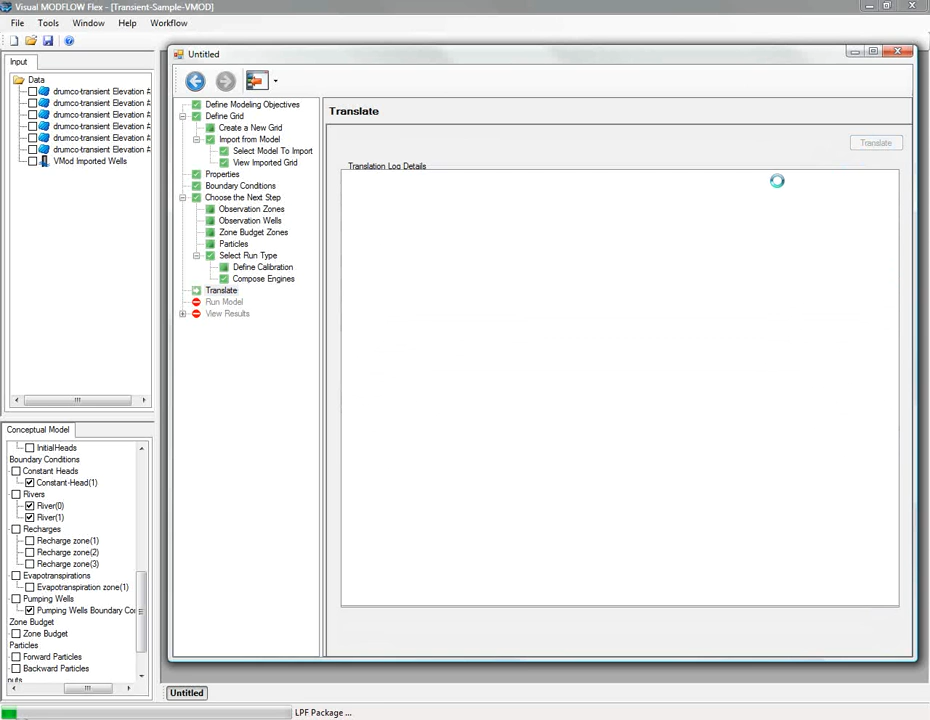 Visual MODFLOW Flex - [Transient-Sample-VMOD]
File Tools Window Help Workflow
Input
Data
drumco-transient Elevation #
drumco-transient Elevation #
drumco-transient Elevation #
drumco-transient Elevation #
drumco-transient Elevation #
drumco-transient Elevation #
VMod Imported Wells
Conceptual Model
InitialHeads
Boundary Conditions
Constant Heads
Constant-Head(1)
Rivers
River(0)
River(1)
Recharges
Recharge zone(1)
Recharge zone(2)
Recharge zone(3)
Evapotranspirations
Evapotranspiration zone(1)
Pumping Wells
Pumping Wells Boundary Con
Zone Budget
Zone Budget
Particles
Forward Particles
Backward Particles
Untitled
Define Modeling Objectives
Define Grid
Create a New Grid
Import from Model
Select Model To Import
View Imported Grid
Properties
Boundary Conditions
Choose the Next Step
Observation Zones
Observation Wells
Zone Budget Zones
Particles
Select Run Type
Define Calibration
Compose Engines
Translate
Run Model
View Results
Translate
Translate
Translation Log Details
Untitled
LPF Package ...